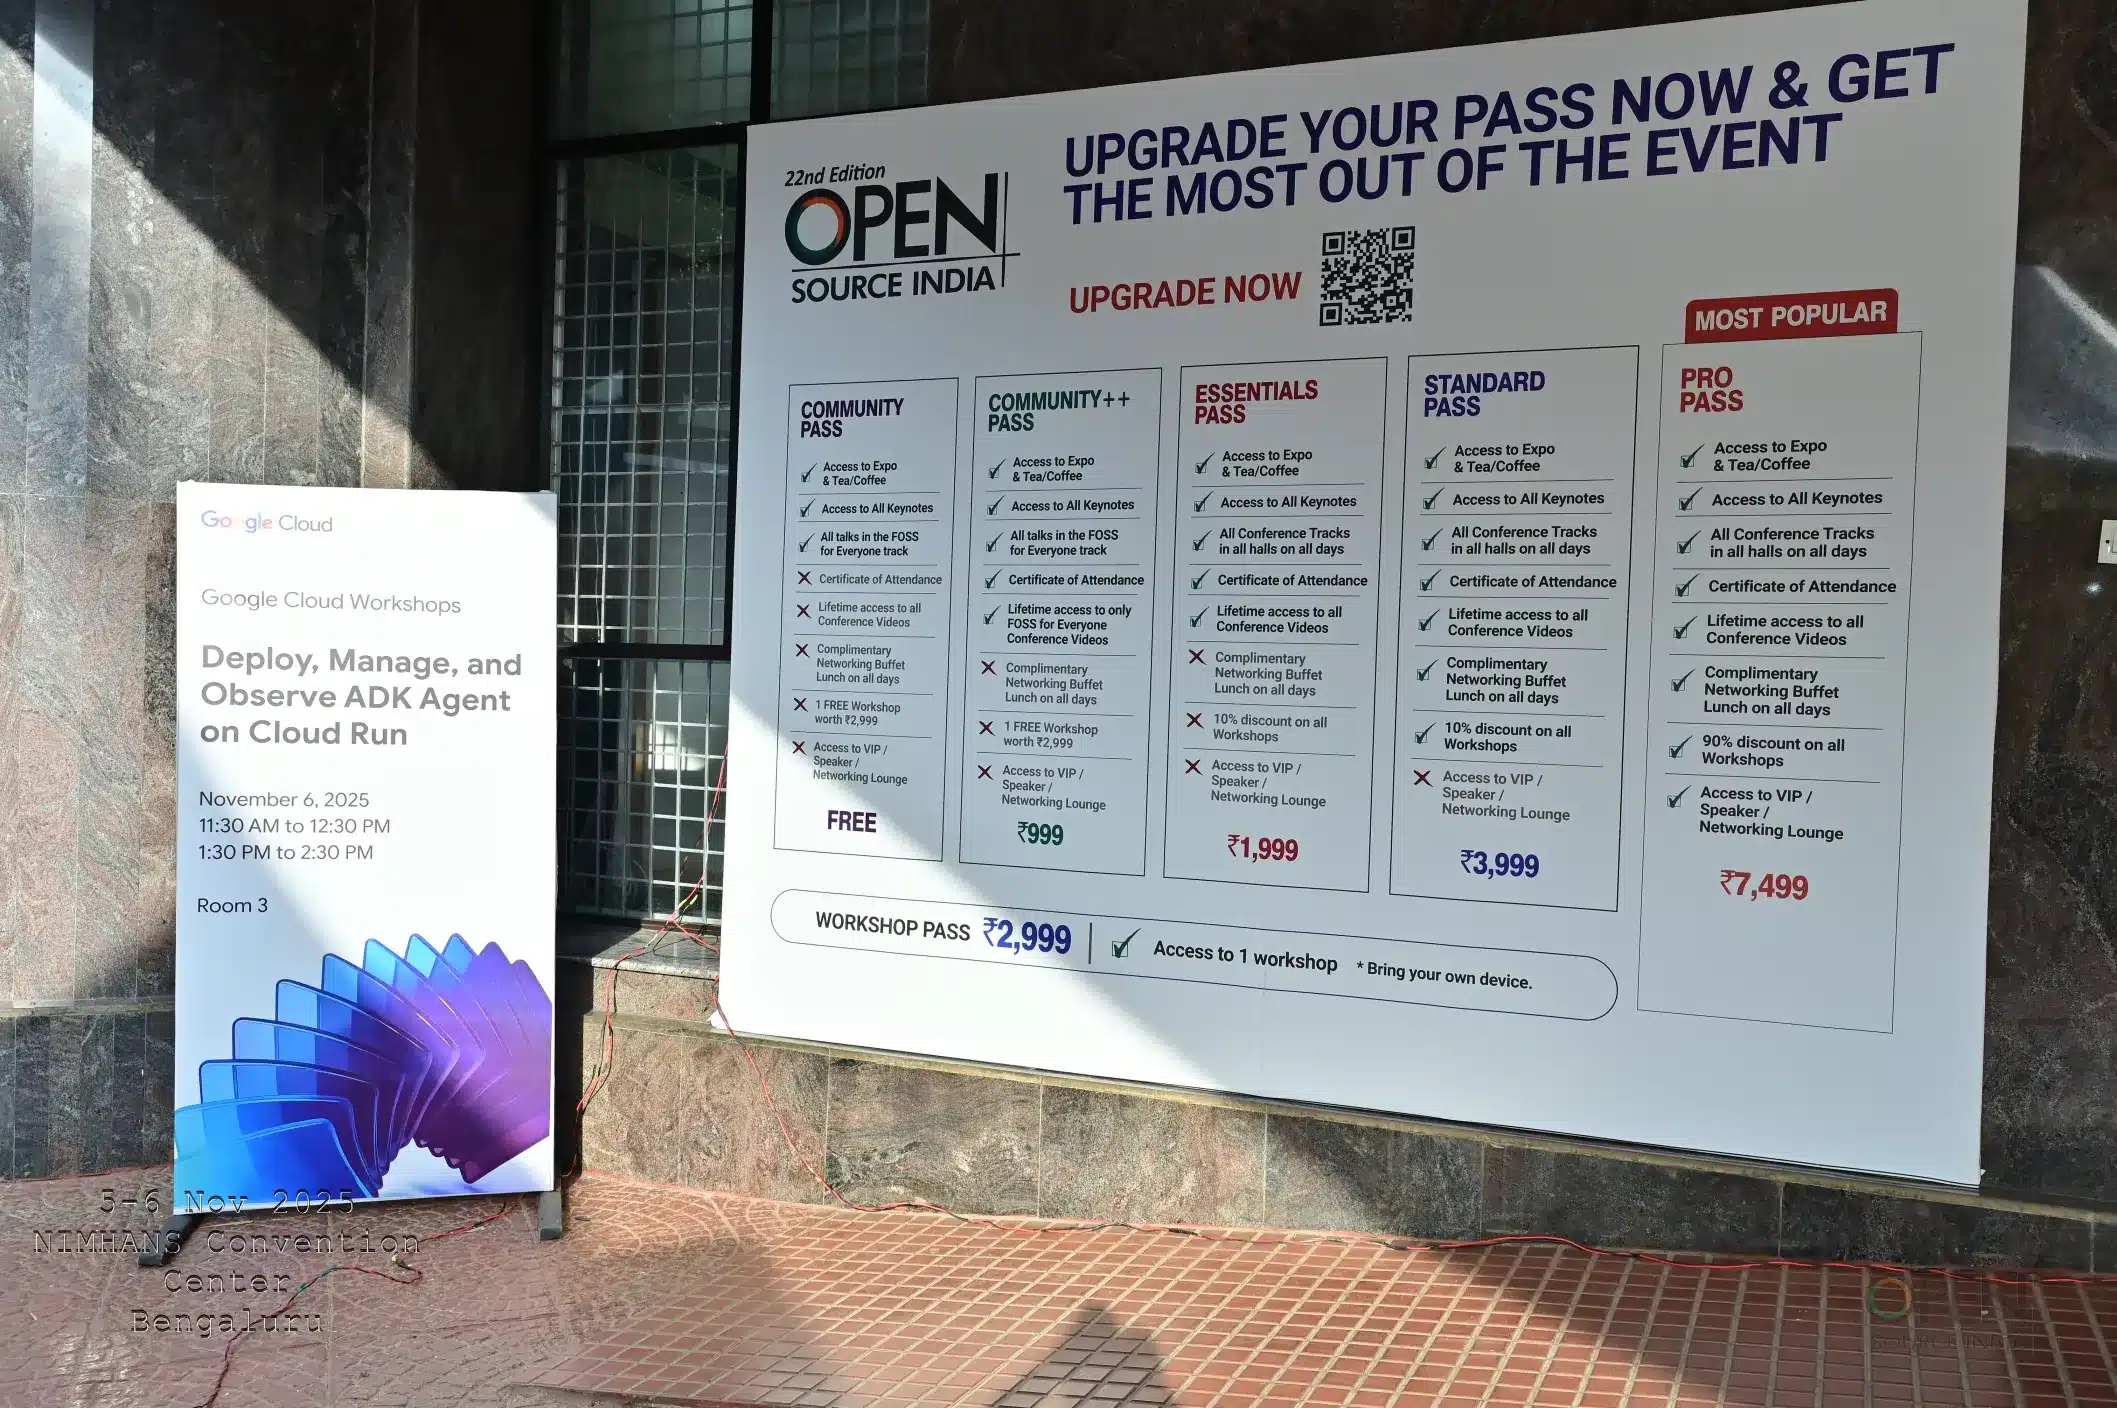 Google Cloud
Google Cloud Workshops
Deploy, Manage, and
Observe ADK Agent
on Cloud Run
November 6, 2025
11:30 AM to 12:30 PM
1:30 PM to 2:30 PM
Room 3
22nd Edition
OPEN
SOURCE INDIA
UPGRADE YOUR PASS NOW & GET
THE MOST OUT OF THE EVENT
UPGRADE NOW
COMMUNITY
PASS
Access to Expo
& Tea/Coffee
Access to All Keynotes
All talks in the FOSS
for Everyone track
Certificate of Attendance
Lifetime access to all
Conference Videos
Complimentary
Networking Buffet
Lunch on all days
1 FREE Workshop
worth ₹2,999
Access to VIP /
Speaker /
Networking Lounge
FREE
COMMUNITY++
PASS
Access to Expo
& Tea/Coffee
Access to All Keynotes
All talks in the FOSS
for Everyone track
Certificate of Attendance
Lifetime access to only
FOSS for Everyone
Conference Videos
Complimentary
Networking Buffet
Lunch on all days
1 FREE Workshop
worth ₹2,999
Access to VIP /
Speaker /
Networking Lounge
₹999
ESSENTIALS
PASS
Access to Expo
& Tea/Coffee
Access to All Keynotes
All Conference Tracks
in all halls on all days
Certificate of Attendance
Lifetime access to all
Conference Videos
Complimentary
Networking Buffet
Lunch on all days
10% discount on all
Workshops
Access to VIP /
Speaker /
Networking Lounge
₹1,999
STANDARD
PASS
Access to Expo
& Tea/Coffee
Access to All Keynotes
All Conference Tracks
in all halls on all days
Certificate of Attendance
Lifetime access to all
Conference Videos
Complimentary
Networking Buffet
Lunch on all days
10% discount on all
Workshops
Access to VIP /
Speaker /
Networking Lounge
₹3,999
MOST POPULAR
PRO
PASS
Access to Expo
& Tea/Coffee
Access to All Keynotes
All Conference Tracks
in all halls on all days
Certificate of Attendance
Lifetime access to all
Conference Videos
Complimentary
Networking Buffet
Lunch on all days
90% discount on all
Workshops
Access to VIP /
Speaker /
Networking Lounge
₹7,499
WORKSHOP PASS ₹2,999 | Access to 1 workshop * Bring your own device.
5-6 Nov 2025
NIMHANS Convention
Center
Bengaluru
OPEN
SOURCE INDIA